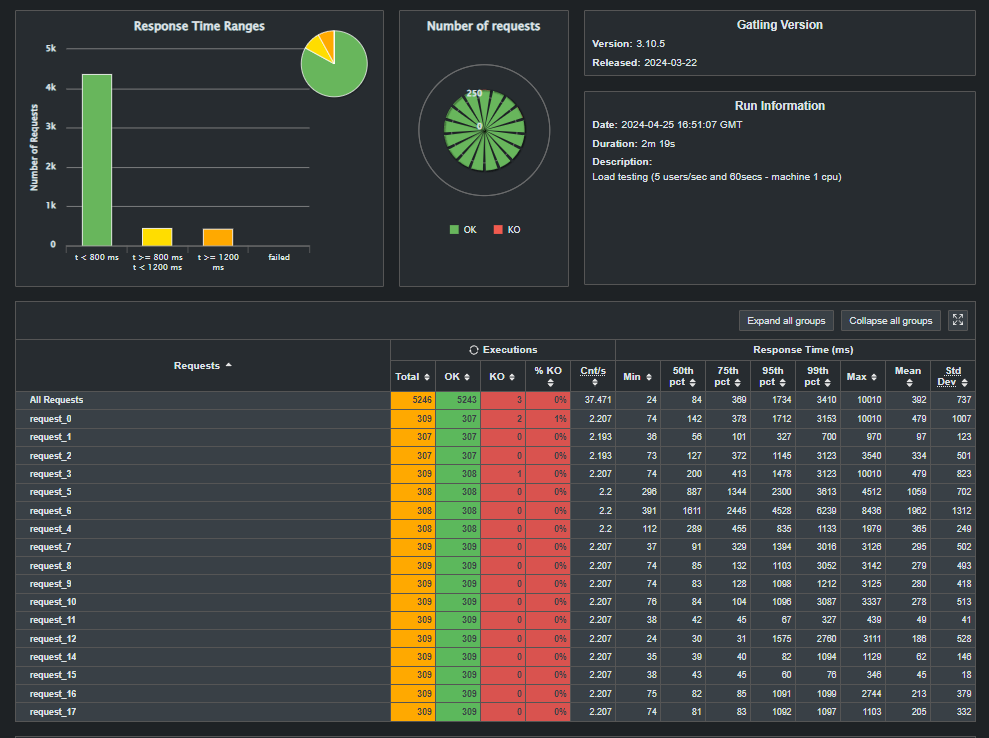 Response Time Ranges
Number of Requests
5k
4k
3k
2k
1k
0
t < 800 ms
t >= 800 ms
t < 1200 ms
t >= 1200
ms
failed
Number of requests
250
0
OK
KO
Gatling Version
Version: 3.10.5
Released: 2024-03-22
Run Information
Date: 2024-04-25 16:51:07 GMT
Duration: 2m 19s
Description:
Load testing (5 users/sec and 60secs - machine 1 cpu)
Expand all groups Collapse all groups
Requests Executions Response Time (ms)
Total OK KO % KO Cnt/s Min 50th pct 75th pct 95th pct 99th pct Max Mean Std Dev
All Requests 5246 5243 3 0% 37.471 24 84 369 1734 3410 10010 392 737
request_0 309 307 2 1% 2.207 74 142 378 1712 3153 10010 479 1007
request_1 307 307 0 0% 2.193 36 56 101 327 700 970 97 123
request_2 307 307 0 0% 2.193 73 127 372 1145 3123 3540 334 501
request_3 309 308 1 0% 2.207 74 200 413 1478 3123 10010 479 823
request_5 308 308 0 0% 2.2 296 887 1344 2300 3613 4512 1059 702
request_6 308 308 0 0% 2.2 391 1611 2445 4528 6239 8436 1962 1312
request_4 308 308 0 0% 2.2 112 289 455 835 1133 1979 365 249
request_7 309 309 0 0% 2.207 37 91 329 1394 3016 3126 295 502
request_8 309 309 0 0% 2.207 74 85 132 1103 3052 3142 279 493
request_9 309 309 0 0% 2.207 74 83 128 1098 1212 3125 280 418
request_10 309 309 0 0% 2.207 76 84 104 1096 3087 3337 278 513
request_11 309 309 0 0% 2.207 38 42 45 67 327 439 49 41
request_12 309 309 0 0% 2.207 24 30 31 1575 2760 3111 186 528
request_14 309 309 0 0% 2.207 35 39 40 82 1094 1129 62 146
request_15 309 309 0 0% 2.207 38 43 45 60 76 346 45 18
request_16 309 309 0 0% 2.207 75 82 85 1091 1099 2744 213 379
request_17 309 309 0 0% 2.207 74 81 83 1092 1097 1103 205 332